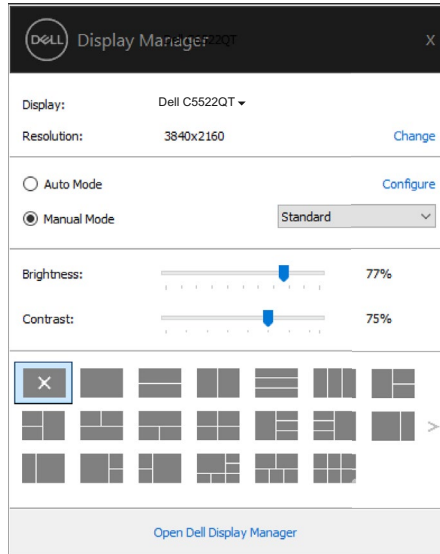 DELL Display Manager X
Display: Dell C5522QT
Resolution: 3840x2160 Change
Auto Mode Configure
Manual Mode Standard
Brightness: 77%
Contrast: 75%
Open Dell Display Manager